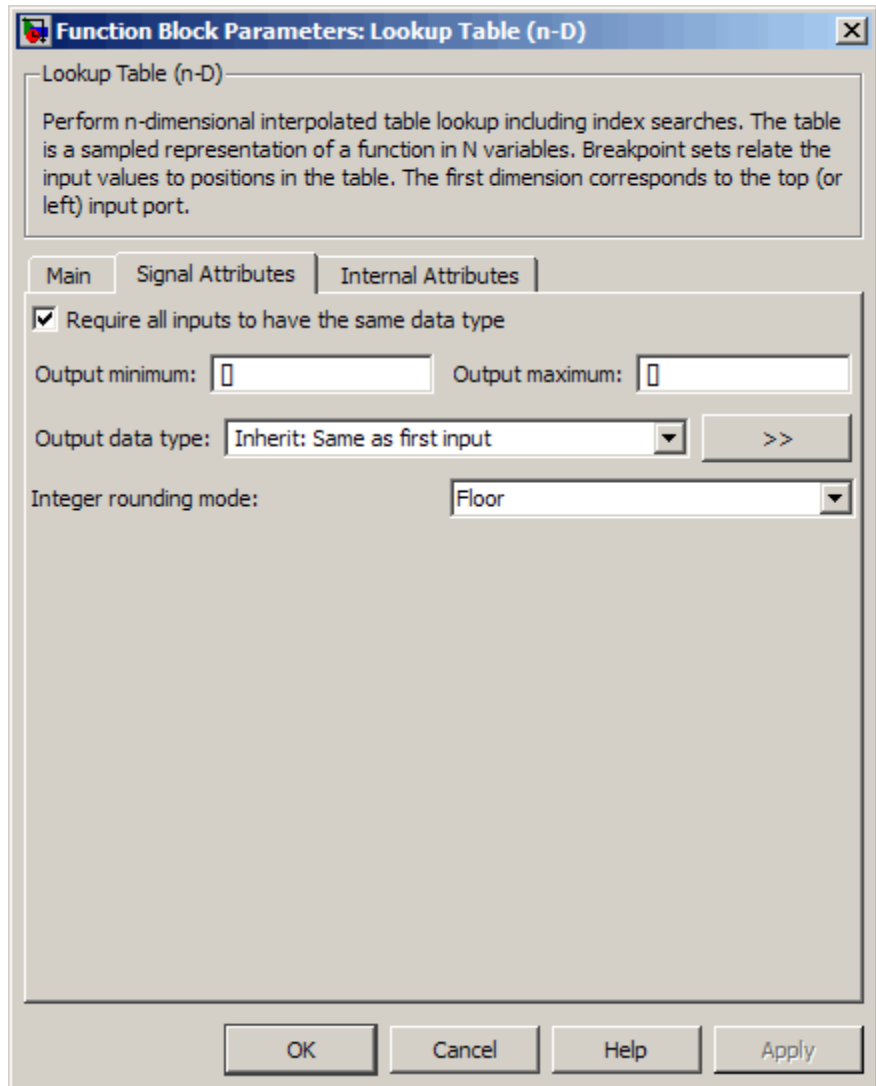 Function Block Parameters: Lookup Table (n-D)
Lookup Table (n-D)
Perform n-dimensional interpolated table lookup including index searches. The table
is a sampled representation of a function in N variables. Breakpoint sets relate the
input values to positions in the table. The first dimension corresponds to the top (or
left) input port.
Main Signal Attributes Internal Attributes
Require all inputs to have the same data type
Output minimum: [] Output maximum: []
Output data type: Inherit: Same as first input >>
Integer rounding mode: Floor
OK Cancel Help Apply